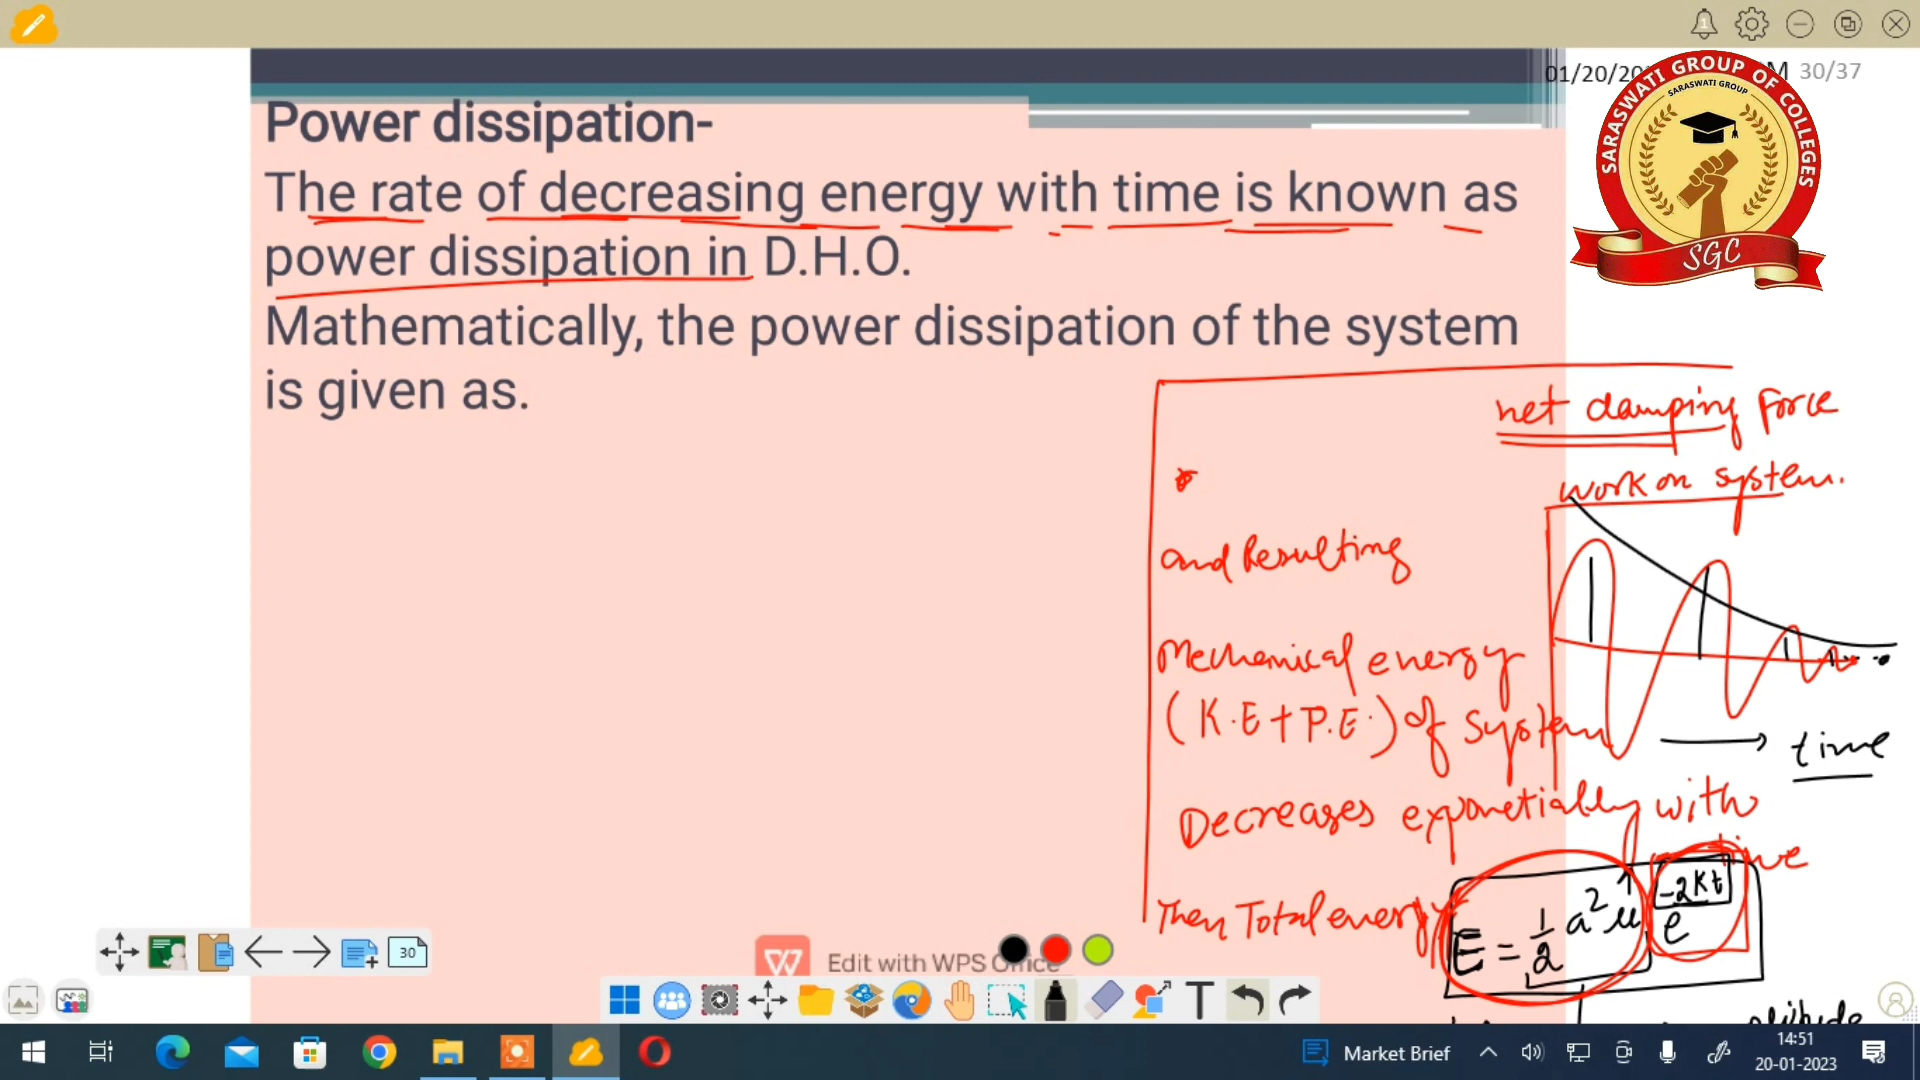 01/20/20
M 30/37
SARASWATI GROUP OF COLLEGES
SARASWATI GROUP
SGC
Power dissipation-
The rate of decreasing energy with time is known as
power dissipation in D.H.O.
Mathematically, the power dissipation of the system
is given as.
net damping force
work on system.
and Resulting
Mechanical energy
(K.E + P.E.) of system
time
Decreases exponetially with
time
Then Total energy
E = 1/2 a² μ e^-2Kt
Edit with WPS Office
30
Market Brief
14:51
20-01-2023